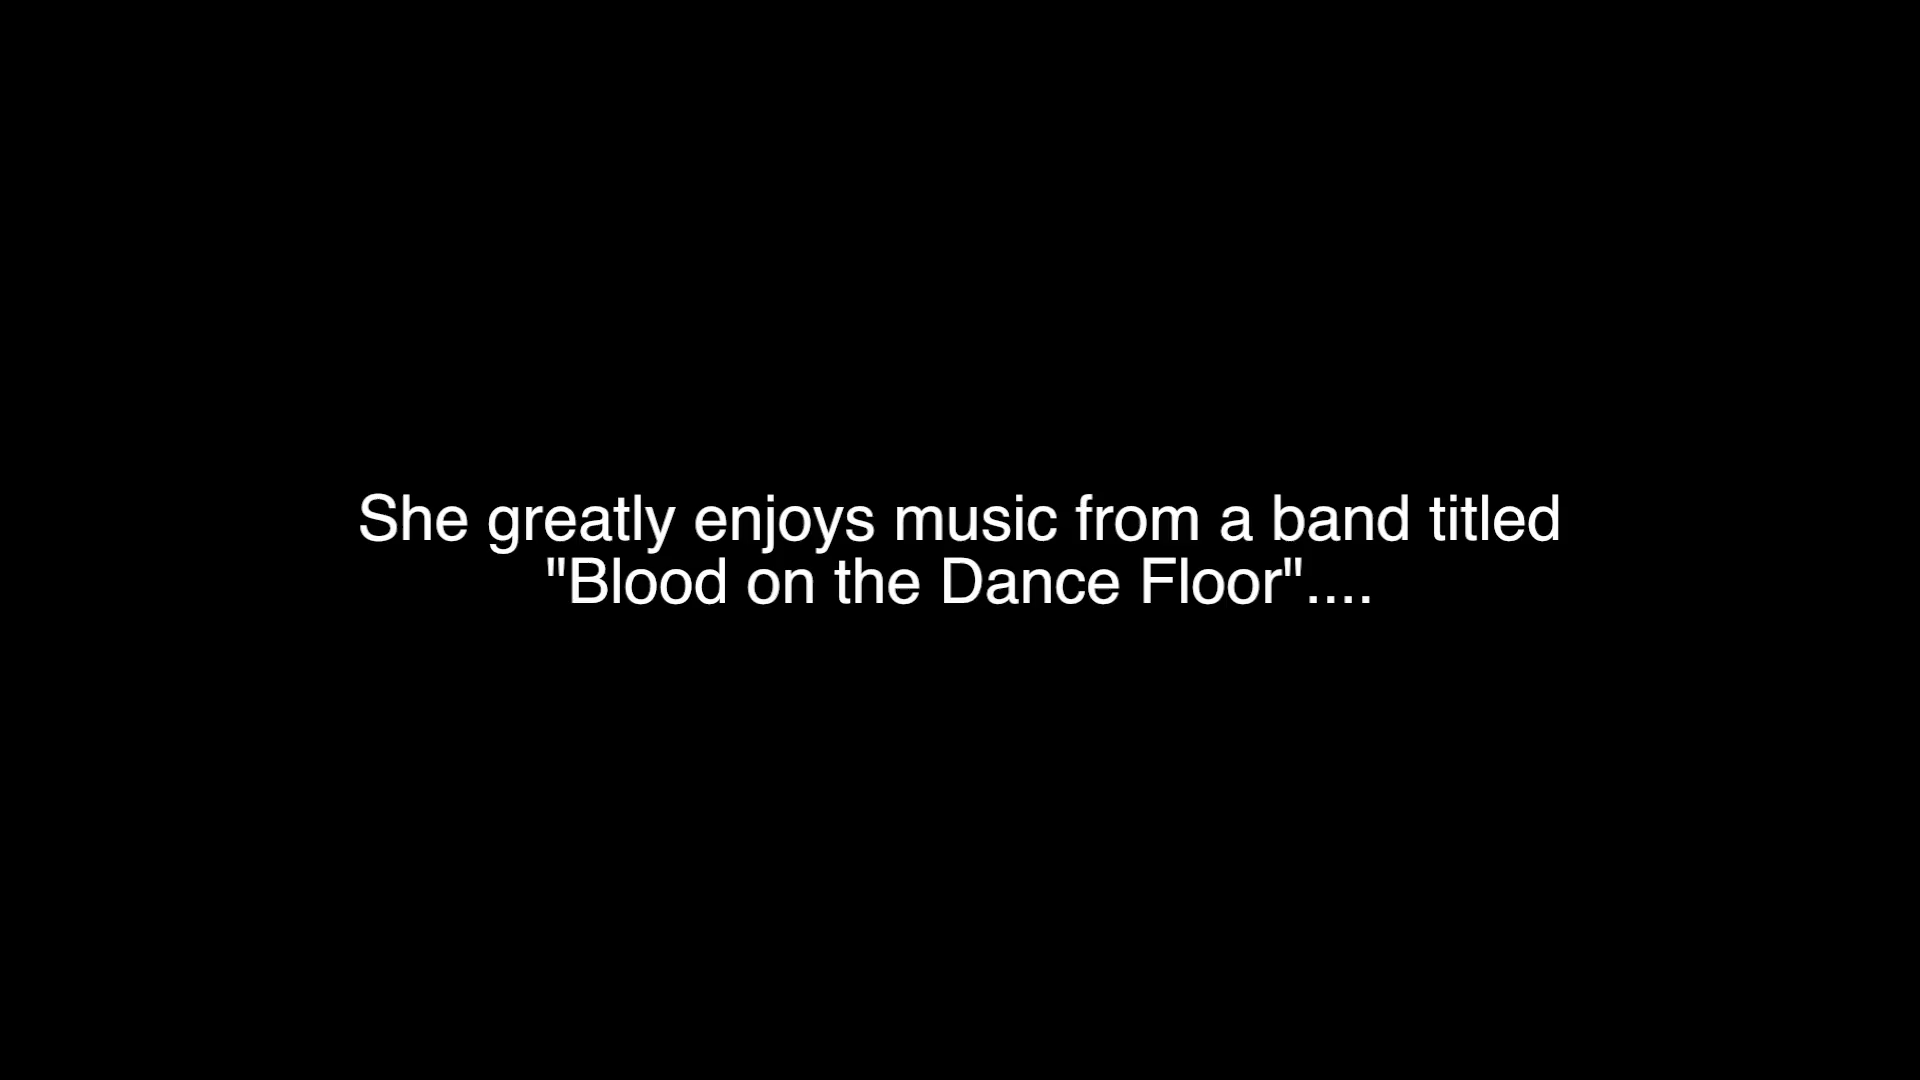 She greatly enjoys music from a band titled
"Blood on the Dance Floor"....